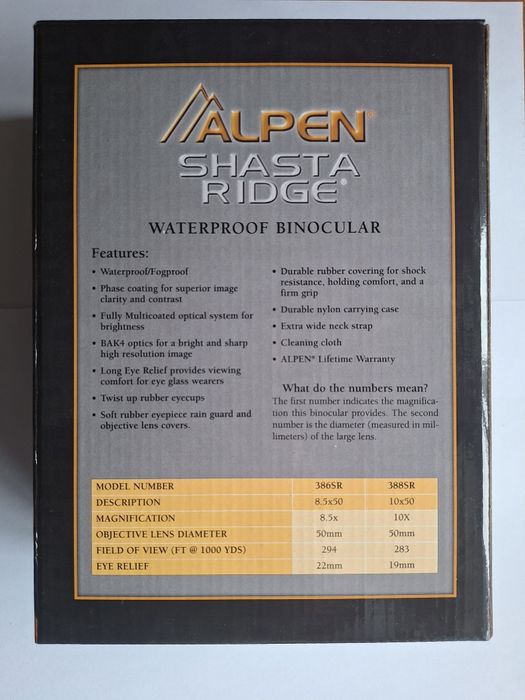 ALPEN®
SHASTA
RIDGE®
WATERPROOF BINOCULAR
Features:
• Waterproof/Fogproof
• Phase coating for superior image
clarity and contrast
• Fully Multicoated optical system for
brightness
• BAK4 optics for a bright and sharp
high resolution image
• Long Eye Relief provides viewing
comfort for eye glass wearers
• Twist up rubber eyecups
• Soft rubber eyepiece rain guard and
objective lens covers.
• Durable rubber covering for shock
resistance, holding comfort, and a
firm grip
• Durable nylon carrying case
• Extra wide neck strap
• Cleaning cloth
• ALPEN® Lifetime Warranty
What do the numbers mean?
The first number indicates the magnifica-
tion this binocular provides. The second
number is the diameter (measured in mil-
limeters) of the large lens.
MODEL NUMBER 386SR 388SR
DESCRIPTION 8.5x50 10x50
MAGNIFICATION 8.5x 10X
OBJECTIVE LENS DIAMETER 50mm 50mm
FIELD OF VIEW (FT @ 1000 YDS) 294 283
EYE RELIEF 22mm 19mm